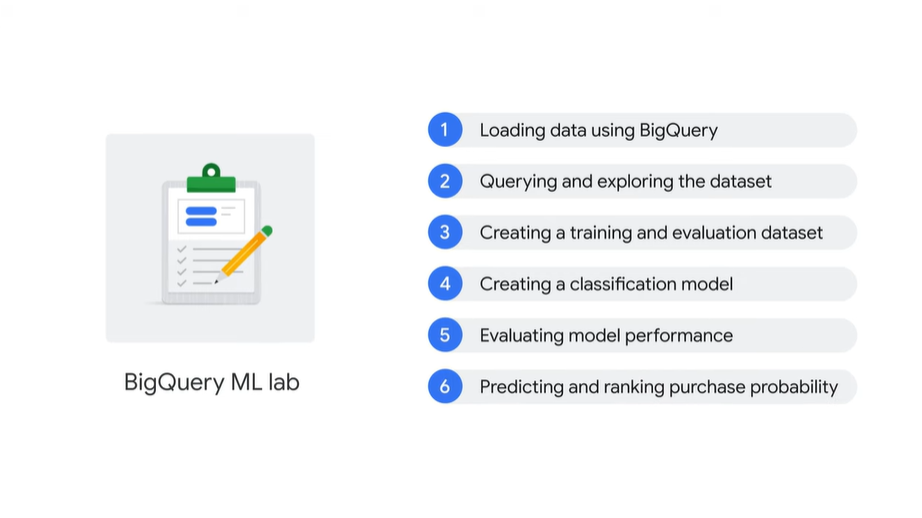 1 Loading data using BigQuery
2 Querying and exploring the dataset
3 Creating a training and evaluation dataset
4 Creating a classification model
5 Evaluating model performance
6 Predicting and ranking purchase probability
BigQuery ML lab